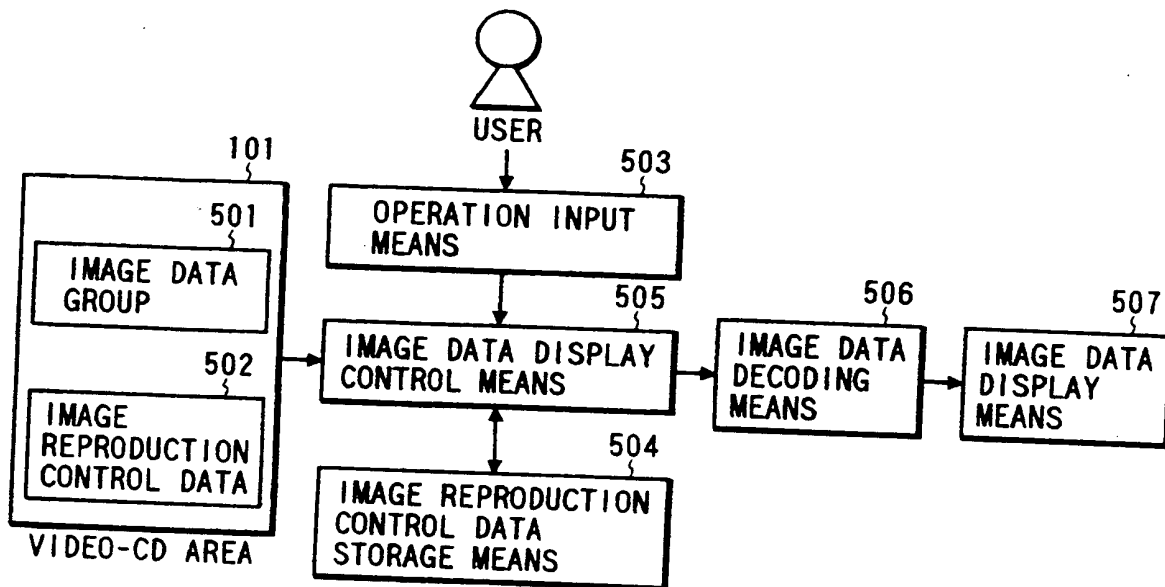 USER
101
501
IMAGE DATA
GROUP
502
IMAGE
REPRODUCTION
CONTROL DATA
VIDEO-CD AREA
503
OPERATION INPUT
MEANS
505
IMAGE DATA DISPLAY
CONTROL MEANS
504
IMAGE REPRODUCTION
CONTROL DATA
STORAGE MEANS
506
IMAGE DATA
DECODING
MEANS
507
IMAGE DATA
DISPLAY
MEANS